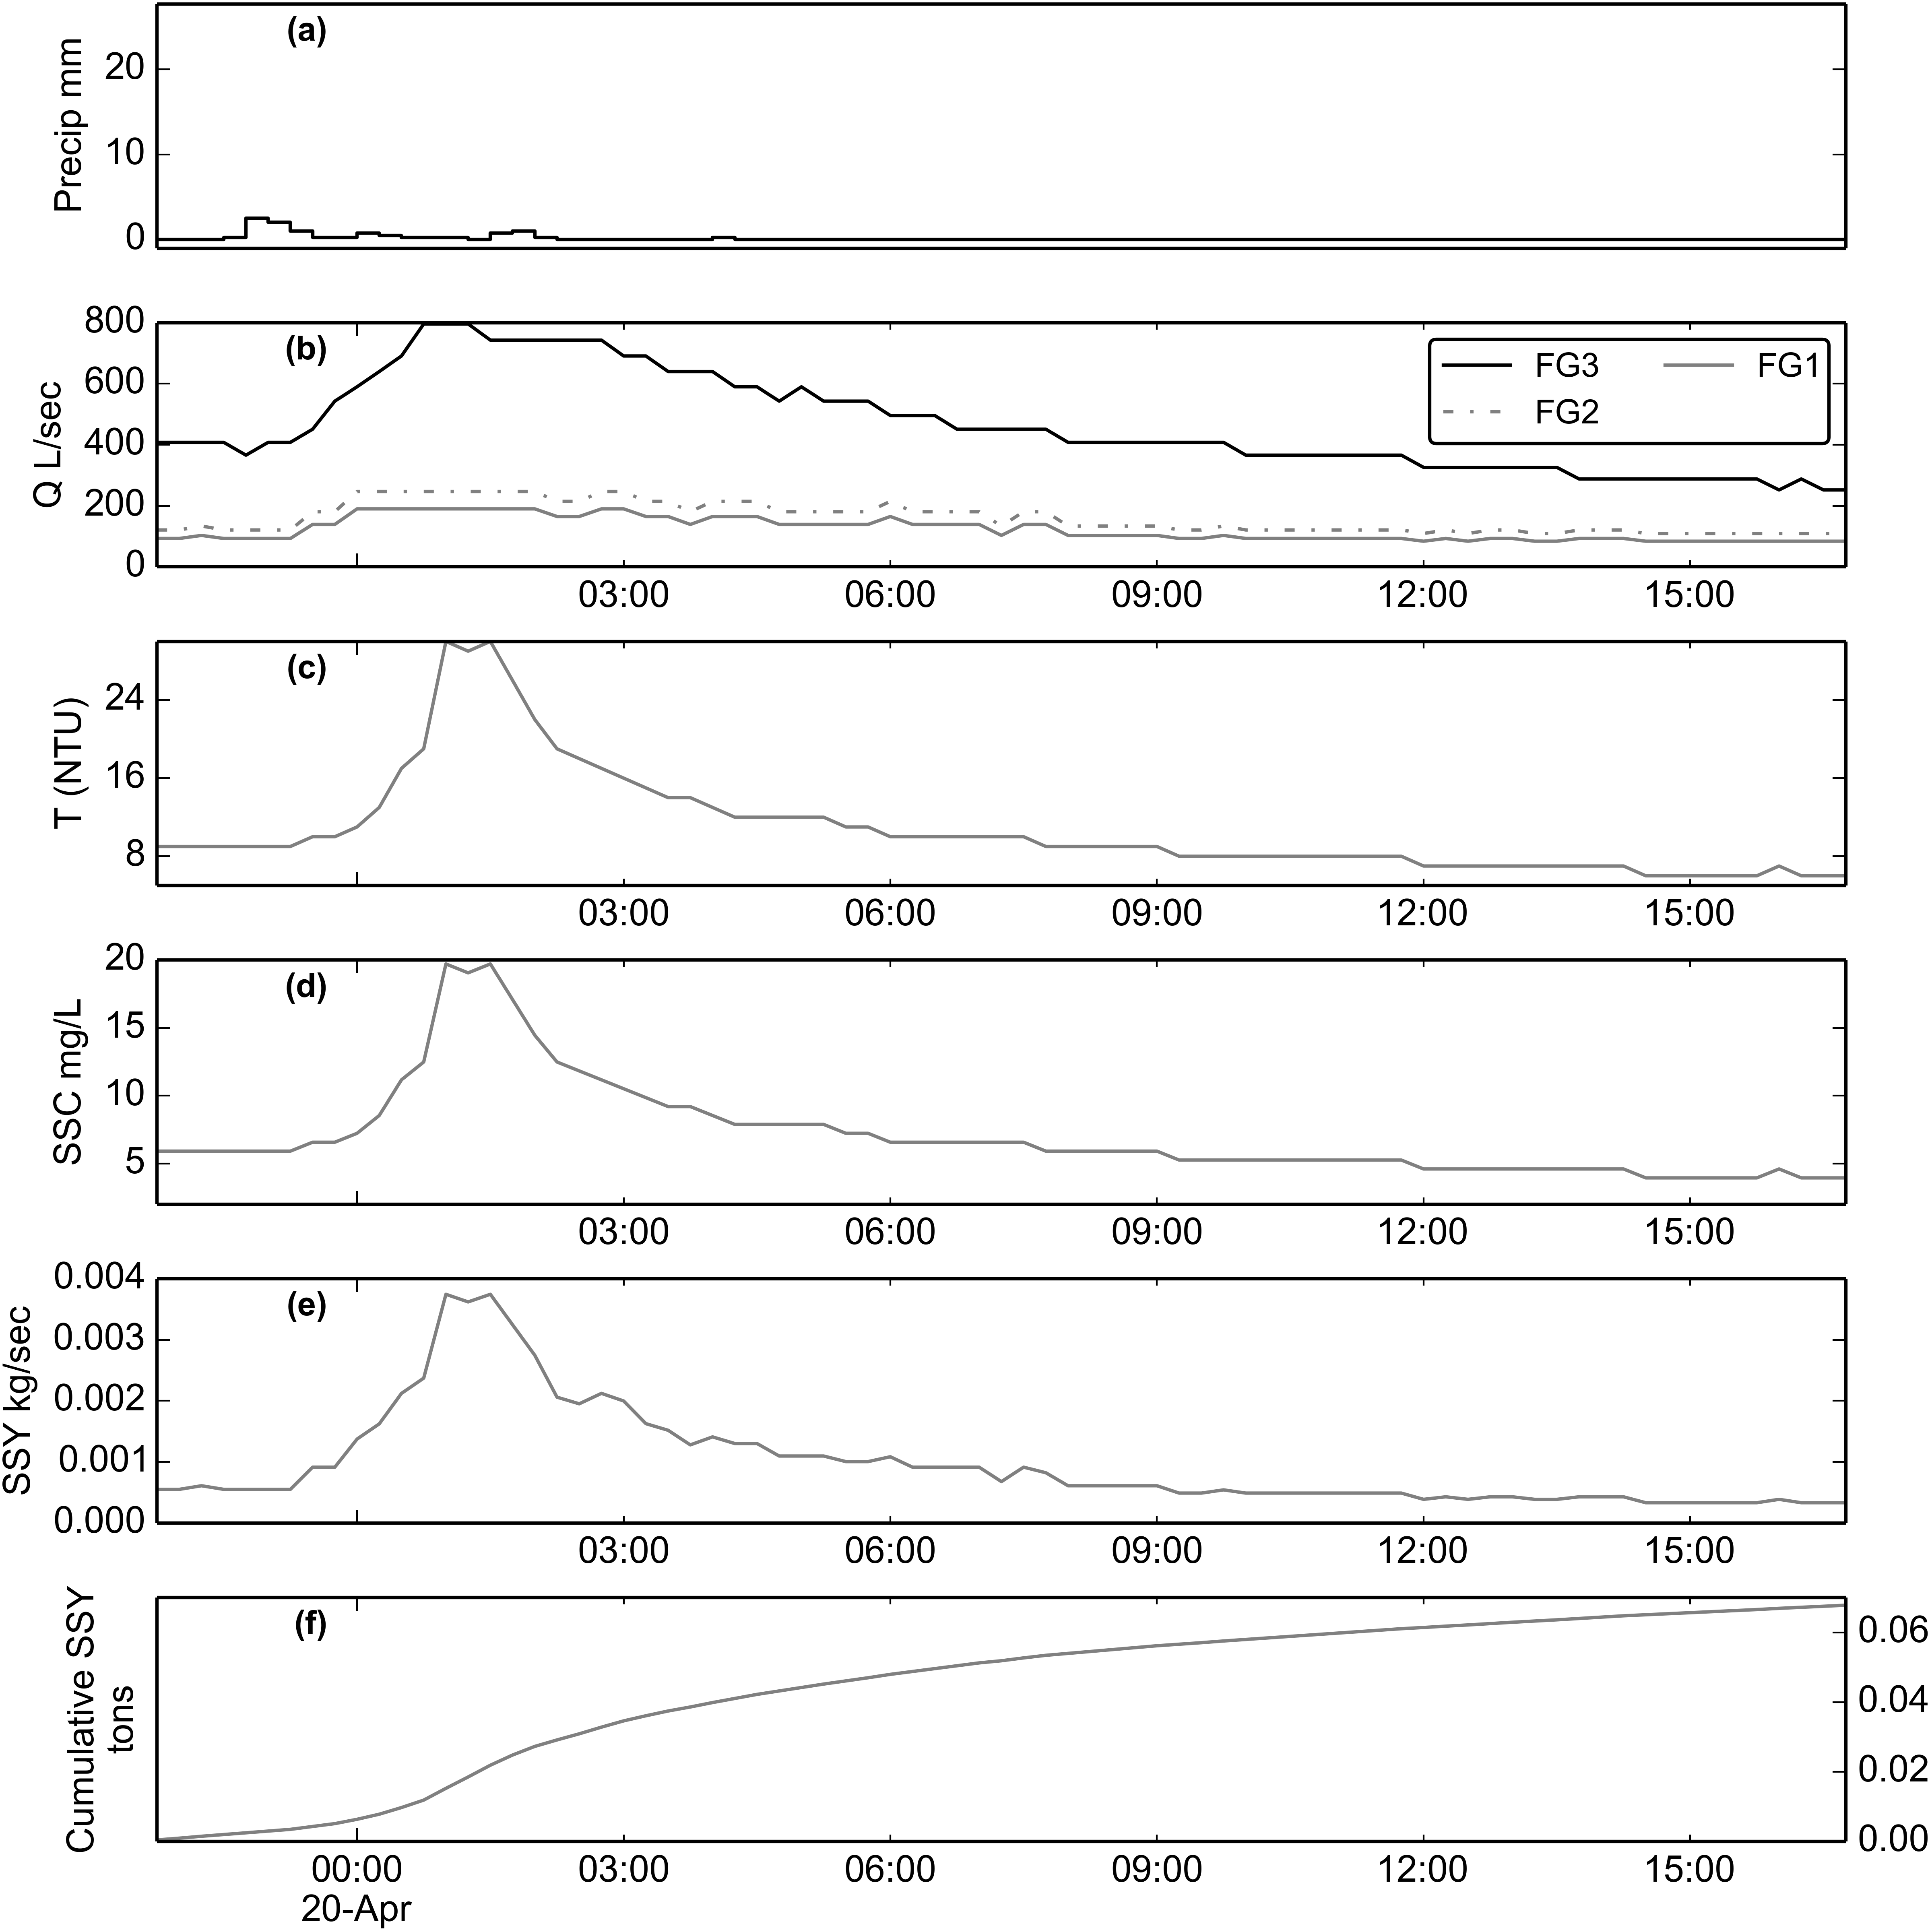 (a)
Precip mm
20
10
0
(b)
Q L/sec
800
600
400
200
0
FG3
FG1
FG2
03:00 06:00 09:00 12:00 15:00
(c)
T (NTU)
24
16
8
03:00 06:00 09:00 12:00 15:00
(d)
SSC mg/L
20
15
10
5
03:00 06:00 09:00 12:00 15:00
(e)
SSY kg/sec
0.004
0.003
0.002
0.001
0.000
03:00 06:00 09:00 12:00 15:00
(f)
Cumulative SSY
tons
0.06
0.04
0.02
0.00
00:00 03:00 06:00 09:00 12:00 15:00
20-Apr